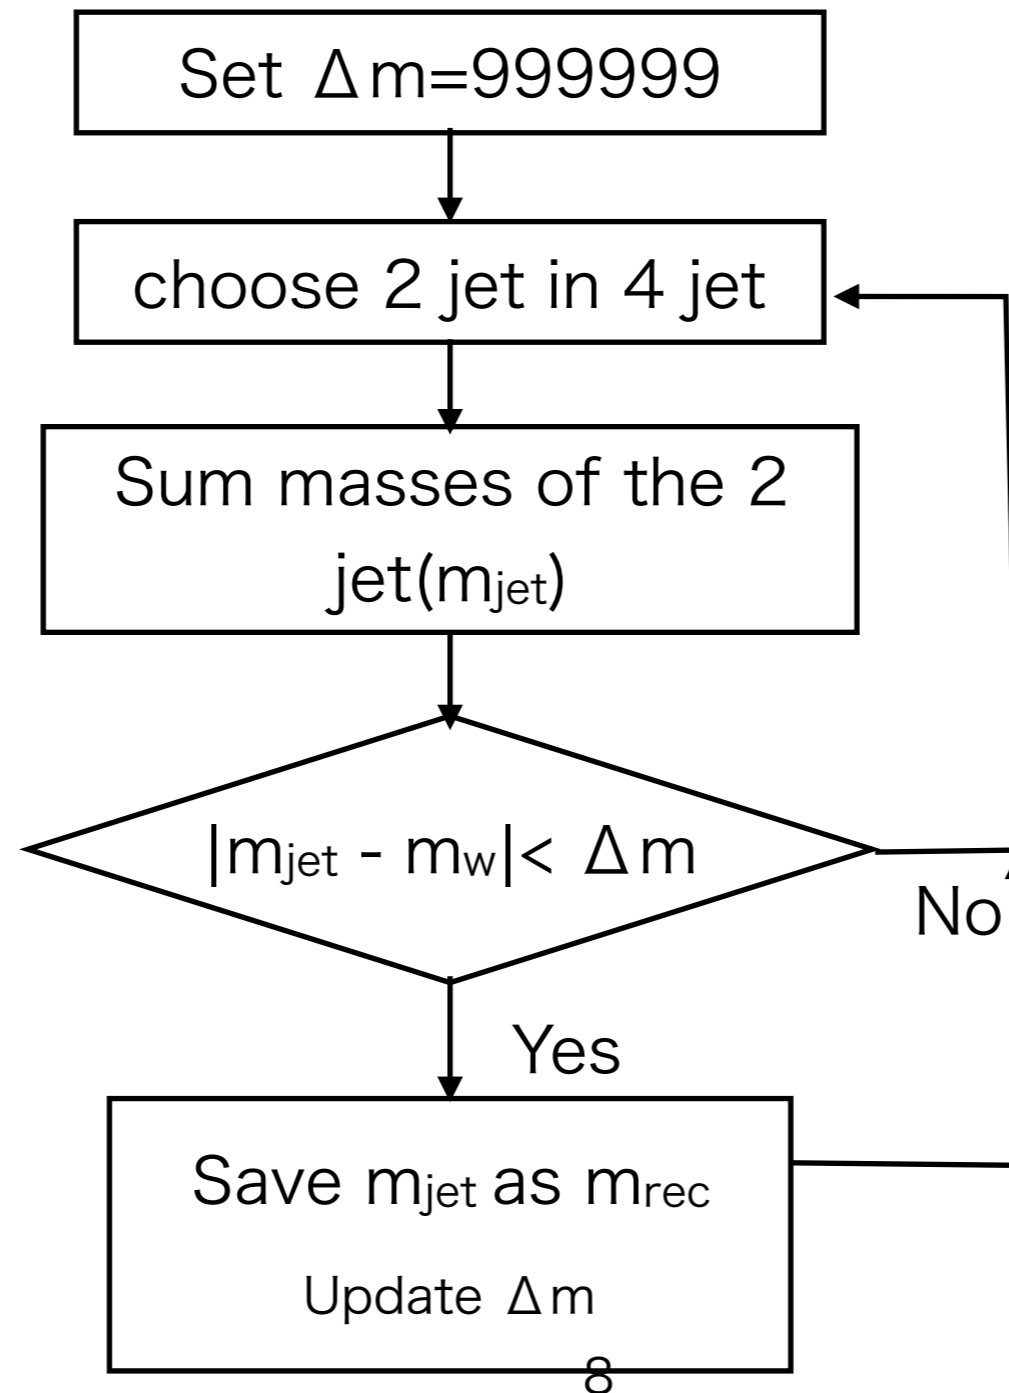 Set Δm=999999
choose 2 jet in 4 jet
Sum masses of the 2
jet(mjet)
|mjet - mw|< Δm
No
Yes
Save mjet as mrec
Update Δm
8